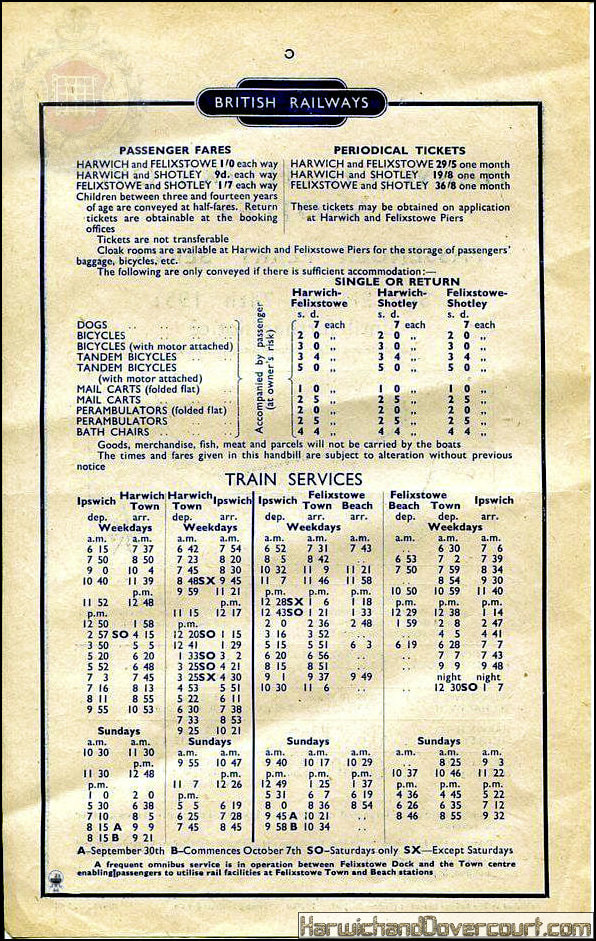 C
BRITISH RAILWAYS
PASSENGER FARES
HARWICH and FELIXSTOWE 1/0 each way
HARWICH and SHOTLEY 9d. each way
FELIXSTOWE and SHOTLEY 1/7 each way
Children between three and fourteen years
of age are conveyed at half-fares. Return
tickets are obtainable at the booking
offices
PERIODICAL TICKETS
HARWICH and FELIXSTOWE 29/5 one month
HARWICH and SHOTLEY 19/8 one month
FELIXSTOWE and SHOTLEY 36/8 one month
These tickets may be obtained on application
at Harwich and Felixstowe Piers
Tickets are not transferable
Cloak rooms are available at Harwich and Felixstowe Piers for the storage of passengers'
baggage, bicycles, etc.
The following are only conveyed if there is sufficient accommodation:—
SINGLE OR RETURN
Harwich- Harwich- Felixstowe-
Felixstowe Shotley Shotley
s. d. s. d. s. d.
Accompanied by passenger
(at owner's risk)
DOGS .. .. .. .. 7 each 7 each 7 each
BICYCLES .. .. .. 2 0 ,, 2 0 ,, 2 0 ,,
BICYCLES (with motor attached) 3 0 ,, 3 0 ,, 3 0 ,,
TANDEM BICYCLES .. .. 3 4 ,, 3 4 ,, 3 4 ,,
TANDEM BICYCLES 5 0 ,, 5 0 ,, 5 0 ,,
(with motor attached)
MAIL CARTS (folded flat) .. 1 0 ,, 1 0 ,, 1 0 ,,
MAIL CARTS .. .. .. 2 5 ,, 2 5 ,, 2 5 ,,
PERAMBULATORS (folded flat) 2 0 ,, 2 0 ,, 2 0 ,,
PERAMBULATORS .. .. 2 5 ,, 2 5 ,, 2 5 ,,
BATH CHAIRS .. .. .. 4 4 ,, 4 4 ,, 4 4 ,,
Goods, merchandise, fish, meat and parcels will not be carried by the boats
The times and fares given in this handbill are subject to alteration without previous
notice
TRAIN SERVICES
Ipswich Harwich Town
dep. arr.
Weekdays
a.m. a.m.
6 15 7 37
7 50 8 50
9 0 10 4
10 40 11 39
p.m.
11 52 12 48
p.m.
12 50 1 58
2 57 SO 4 15
3 50 5 5
5 20 6 20
5 52 6 48
7 3 7 45
7 16 8 13
8 11 8 55
9 55 10 53
Sundays
a.m. a.m.
10 30 11 30
p.m.
11 30 12 48
p.m.
1 0 2 0
5 30 6 38
7 10 8 5
8 15 A 9 9
8 15 B 9 21
Harwich Town Ipswich
dep. arr.
Weekdays
a.m. a.m.
6 42 7 54
7 23 8 20
7 45 8 30
8 48SX 9 45
9 59 11 21
p.m.
11 15 12 17
p.m.
12 20SO 1 15
12 41 1 29
1 33SO 3 2
3 25SO 4 21
3 25SX 4 30
4 53 5 51
5 22 6 11
6 30 7 38
7 33 8 53
9 25 10 21
Sundays
a.m. a.m.
9 55 10 47
p.m.
11 7 12 26
p.m.
5 5 6 19
6 25 7 28
7 45 8 45
Ipswich Felixstowe Town Beach
dep. arr. arr.
Weekdays
a.m. a.m. a.m.
6 52 7 31 7 43
8 5 8 42 ..
10 32 11 9 11 21
11 7 11 46 11 58
p.m. p.m. p.m.
12 28SX 1 6 1 18
12 43SO 1 21 1 33
2 0 2 36 2 48
3 16 3 52 ..
5 15 5 51 6 3
6 20 6 56 ..
8 15 8 51 ..
9 1 9 37 9 49
10 30 11 6 ..
Sundays
a.m. a.m. a.m.
9 40 10 17 10 29
p.m. p.m. p.m.
12 49 1 25 1 37
5 31 6 7 6 19
8 0 8 36 8 54
9 45 A 10 21 ..
9 58 B 10 34 ..
Felixstowe Beach Town Ipswich
dep. dep. arr.
Weekdays
a.m. a.m. a.m.
.. 6 30 7 6
6 53 7 2 7 39
7 50 7 59 8 34
.. 8 54 9 30
10 50 10 59 11 40
p.m. p.m. p.m.
12 29 12 38 1 14
1 59 2 8 2 47
.. 4 5 4 41
6 19 6 28 7 7
.. 7 7 7 43
.. 9 9 9 48
night night
.. 12 30SO 1 7
Sundays
a.m. a.m.
.. 8 25 9 3
p.m.
10 37 10 46 11 22
p.m. p.m.
4 36 4 45 5 22
6 26 6 35 7 12
8 46 8 55 9 32
A—September 30th B—Commences October 7th SO—Saturdays only SX—Except Saturdays
A frequent omnibus service is in operation between Felixstowe Dock and the Town centre
enabling passengers to utilise rail facilities at Felixstowe Town and Beach stations
HarwichandDovercourt.com